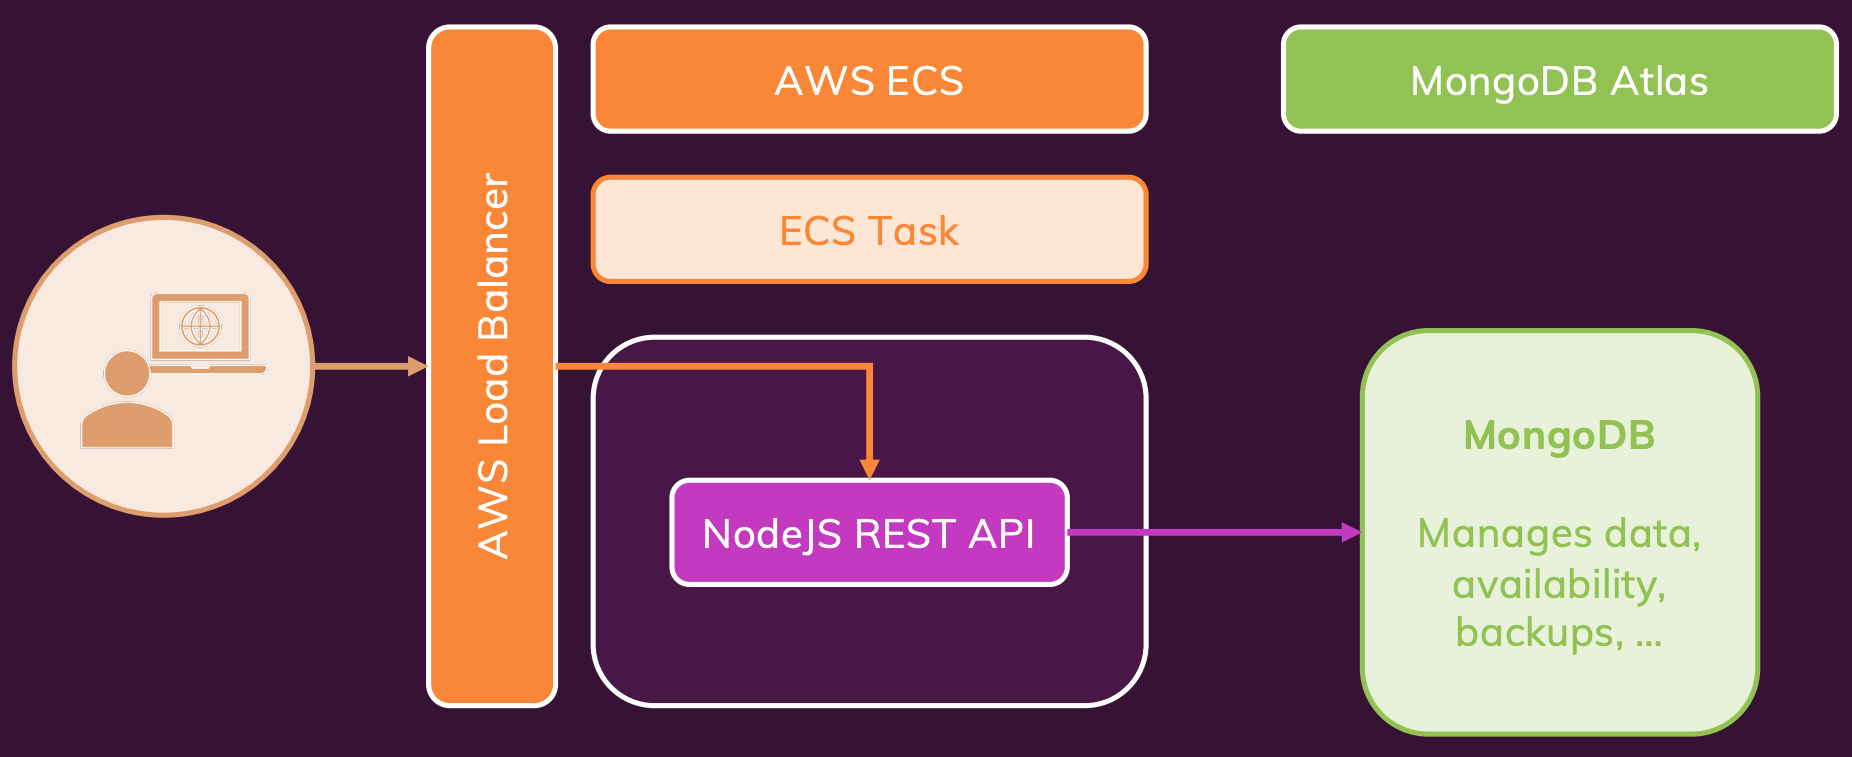 AWS Load Balancer
AWS ECS
ECS Task
NodeJS REST API
MongoDB Atlas
MongoDB
Manages data,
availability,
backups, ...